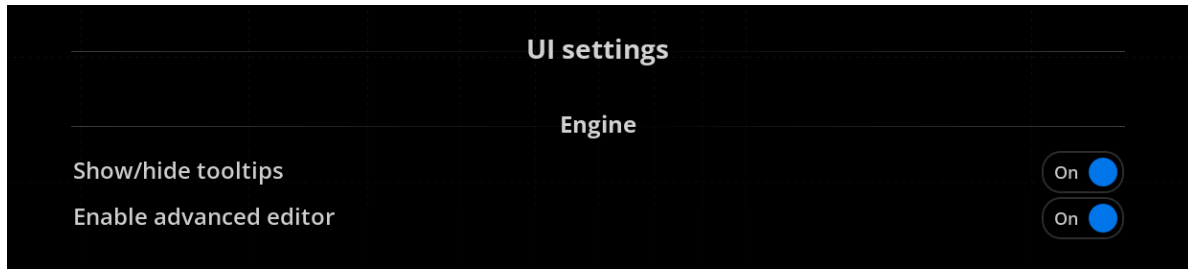 UI settings
Engine
Show/hide tooltips
On
Enable advanced editor
On